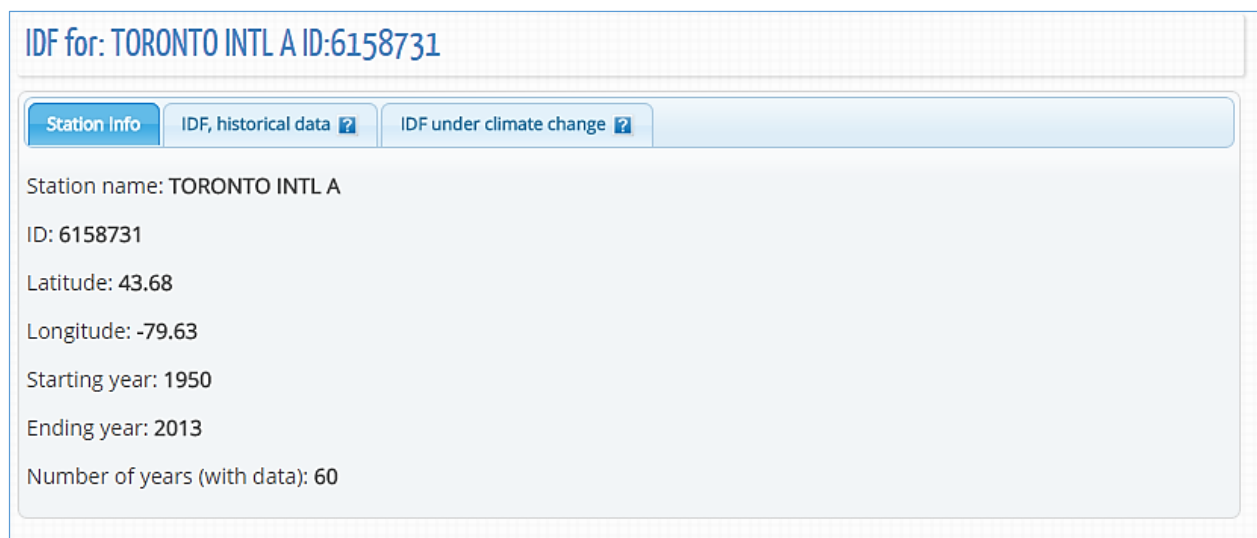 IDF for: TORONTO INTL A ID:6158731
Station Info IDF, historical data ? IDF under climate change ?
Station name: TORONTO INTL A
ID: 6158731
Latitude: 43.68
Longitude: -79.63
Starting year: 1950
Ending year: 2013
Number of years (with data): 60